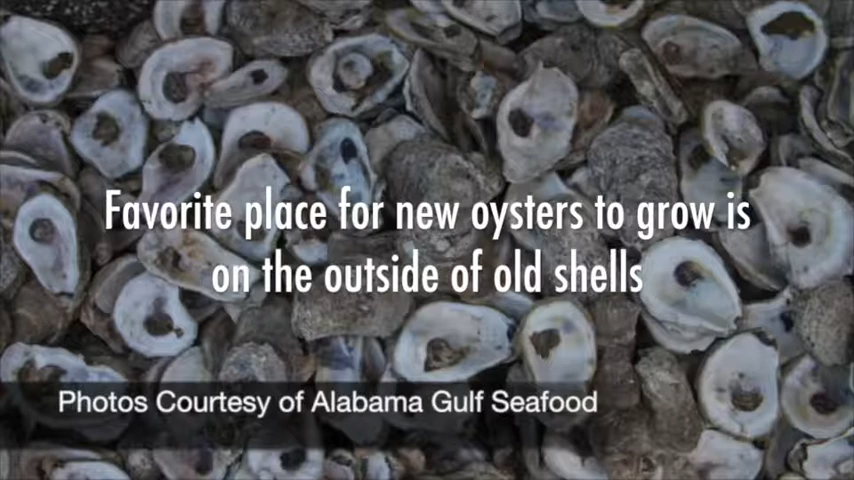 Favorite place for new oysters to grow is
on the outside of old shells
Photos Courtesy of Alabama Gulf Seafood